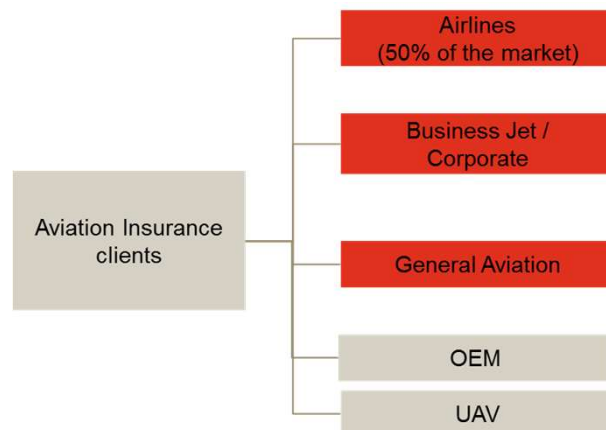 Airlines
(50% of the market)
Business Jet /
Corporate
Aviation Insurance
clients
General Aviation
OEM
UAV